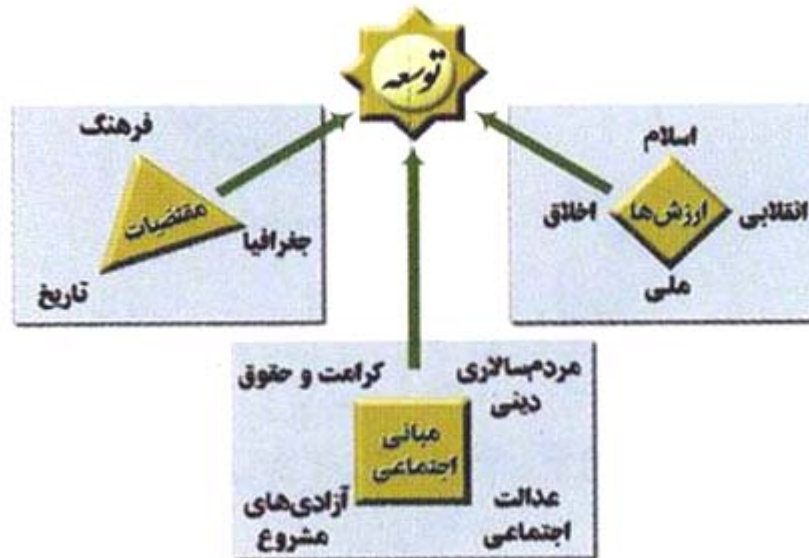 توسعه
اسلام
ارزش‌ها
انقلابی
اخلاق
ملی
فرهنگ
مقتضیات
جغرافیا
تاریخ
مردم‌سالاری
دینی
کرامت و حقوق
مبانی
اجتماعی
عدالت
اجتماعی
آزادی‌های
مشروع